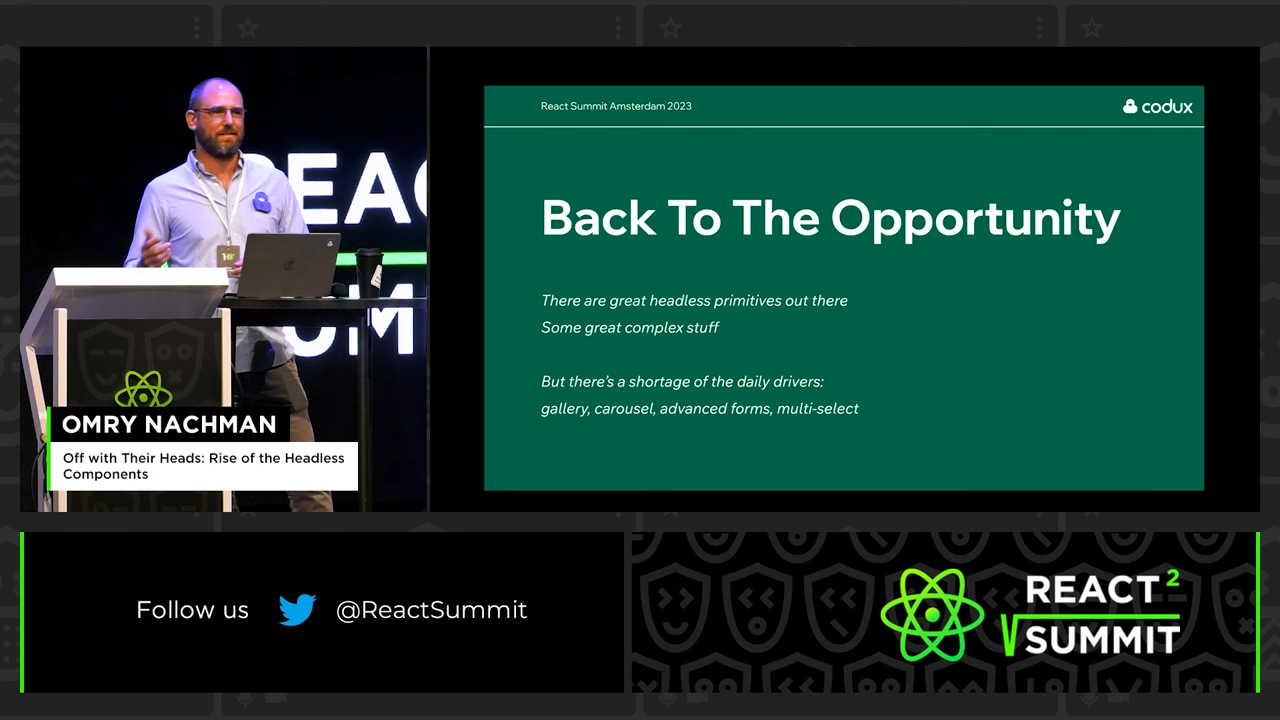 REAC
SUM
OMRY NACHMAN
Off with Their Heads: Rise of the Headless
Components
React Summit Amsterdam 2023
codux
Back To The Opportunity
There are great headless primitives out there
Some great complex stuff
But there's a shortage of the daily drivers:
gallery, carousel, advanced forms, multi-select
Follow us
@ReactSummit
REACT 2
SUMMIT